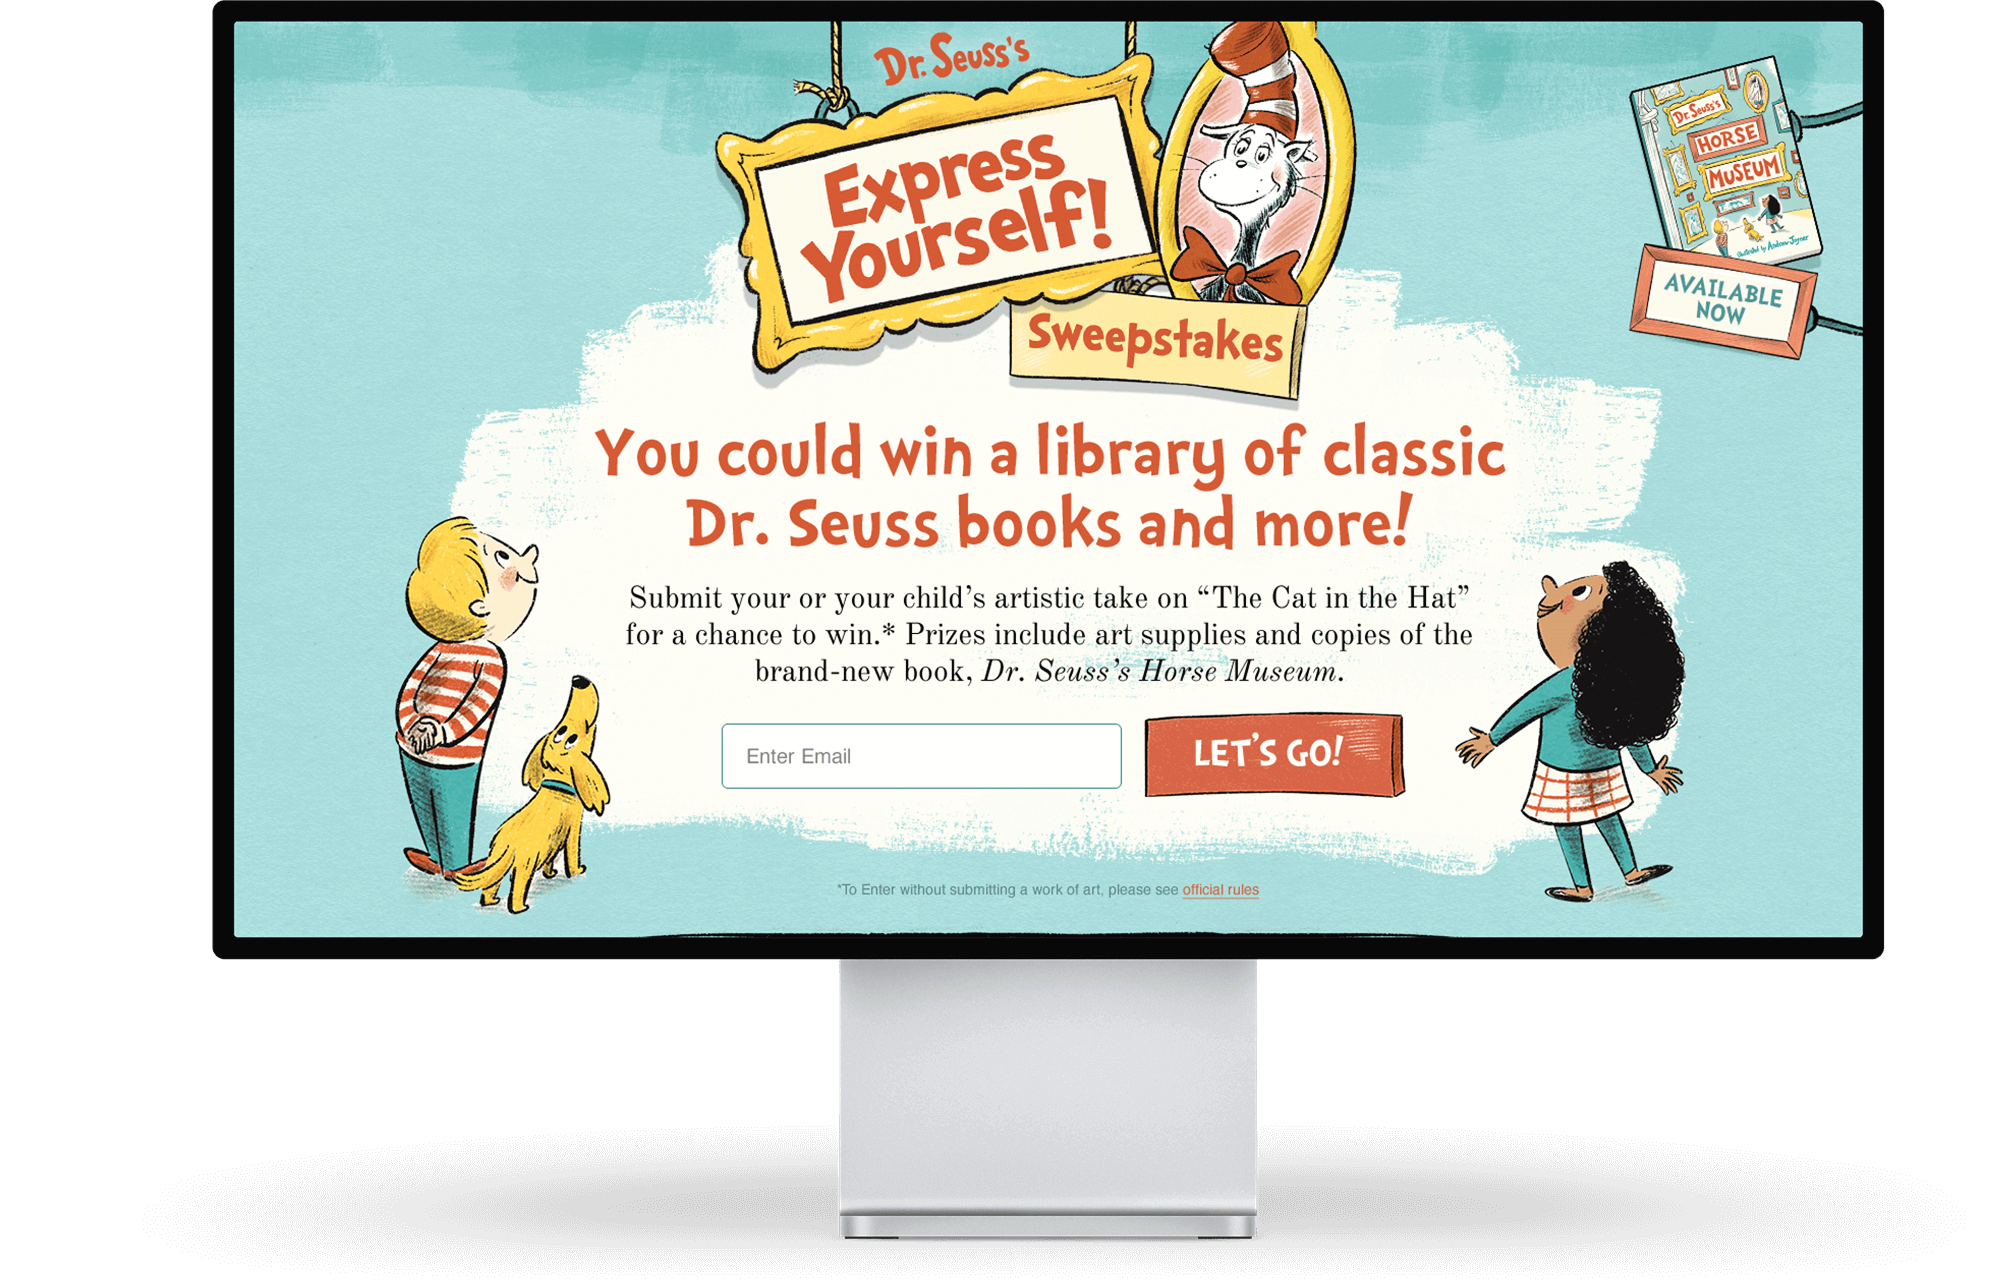 Dr. Seuss's
Express
Yourself!
Sweepstakes
Dr. Seuss's
HORSE
MUSEUM
Illustrated by Andrew Joyner
AVAILABLE
NOW
You could win a library of classic
Dr. Seuss books and more!
Submit your or your child’s artistic take on “The Cat in the Hat”
for a chance to win.* Prizes include art supplies and copies of the
brand-new book, Dr. Seuss’s Horse Museum.
Enter Email
LET'S GO!
*To Enter without submitting a work of art, please see official rules